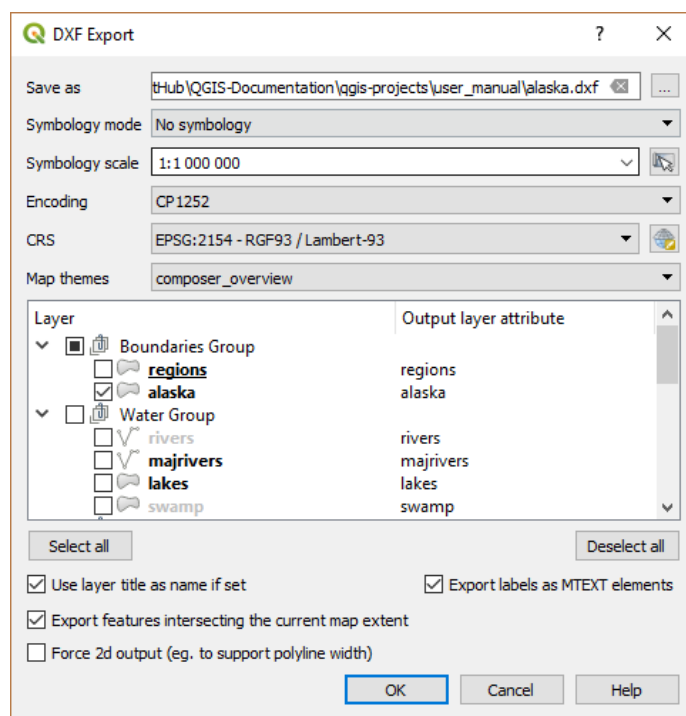 DXF Export ?
Save as tHub\QGIS-Documentation\qgis-projects\user_manual\alaska.dxf ...
Symbology mode No symbology
Symbology scale 1:1 000 000
Encoding CP1252
CRS EPSG:2154 - RGF93 / Lambert-93
Map themes composer_overview
Layer Output layer attribute
Boundaries Group
regions regions
alaska alaska
Water Group
rivers rivers
majrivers majrivers
lakes lakes
swamp swamp
Select all Deselect all
Use layer title as name if set Export labels as MTEXT elements
Export features intersecting the current map extent
Force 2d output (eg. to support polyline width)
OK Cancel Help